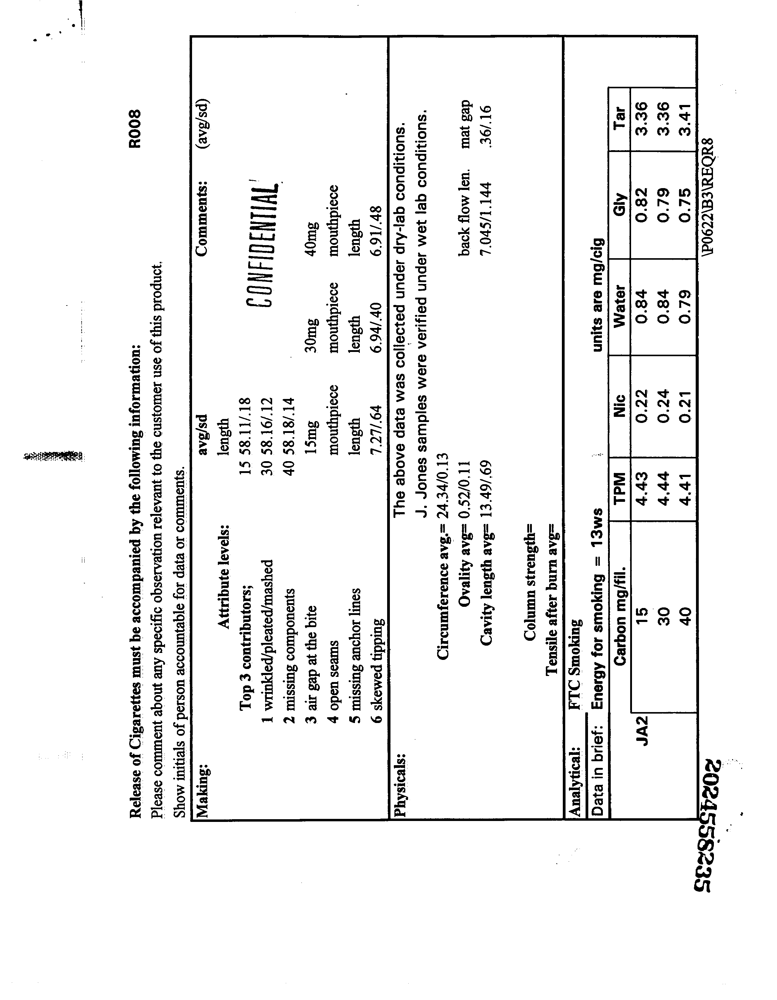 R008
Release of Cigarettes must be accompanied by the following information:
Please comment about any specific observation relevant to the customer use of this product.
Show initials of person accountable for data or comments.
Making: avg/sd Comments: (avg/sd)
Attribute levels: length
Top 3 contributors; 15 58.11/.18
1 wrinkled/pleated/mashed 30 58.16/.12
2 missing components 40 58.18/.14
CONFIDENTIAL
3 air gap at the bite 15mg 30mg 40mg
4 open seams mouthpiece mouthpiece mouthpiece
5 missing anchor lines length length length
6 skewed tipping 7.27/.64 6.94/.40 6.91/.48
Physicals: The above data was collected under dry-lab conditions.
J. Jones samples were verified under wet lab conditions.
Circumference avg.= 24.34/0.13
Ovality avg= 0.52/0.11 back flow len. mat gap
Cavity length avg= 13.49/.69 7.045/1.144 .36/.16
Column strength=
Tensile after burn avg=
Analytical: FTC Smoking
Data in brief: Energy for smoking = 13ws units are mg/cig
Carbon mg/fil. TPM Nic Water Gly Tar
JA2 15 4.43 0.22 0.84 0.82 3.36
30 4.44 0.24 0.84 0.79 3.36
40 4.41 0.21 0.79 0.75 3.41
\P0622\B3\REQR8
2024558235